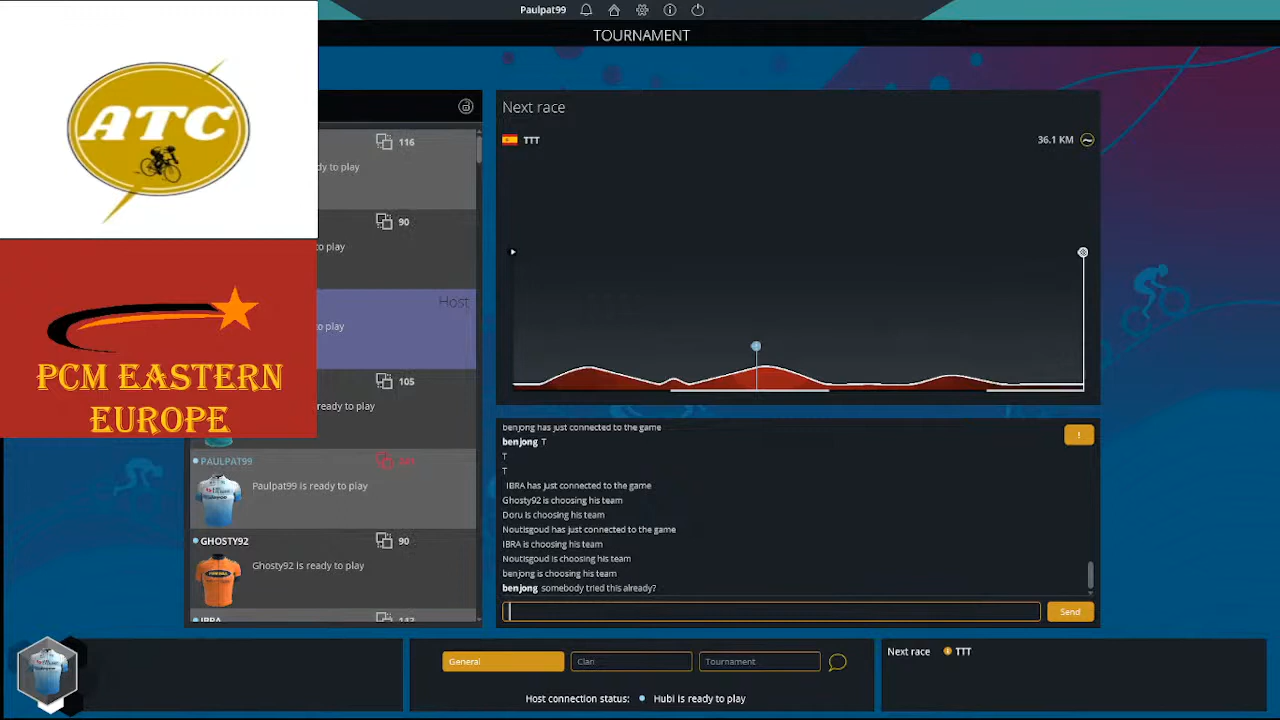 Paulpat99
TOURNAMENT
ATC
PCM EASTERN
EUROPE
116
dy to play
90
to play
Host
to play
105
ready to play
PAULPAT99
Paulpat99 is ready to play
GHOSTY92
90
Ghosty92 is ready to play
IBRA
Next race
TTT
36.1 KM
benjong has just connected to the game
benjong T
T
T
IBRA has just connected to the game
Ghosty92 is choosing his team
Doru is choosing his team
Noutisgoud has just connected to the game
IBRA is choosing his team
Noutisgoud is choosing his team
benjong is choosing his team
benjong somebody tried this already?
!
Send
General
Clan
Tournament
Host connection status:
Hubi is ready to play
Next race
TTT